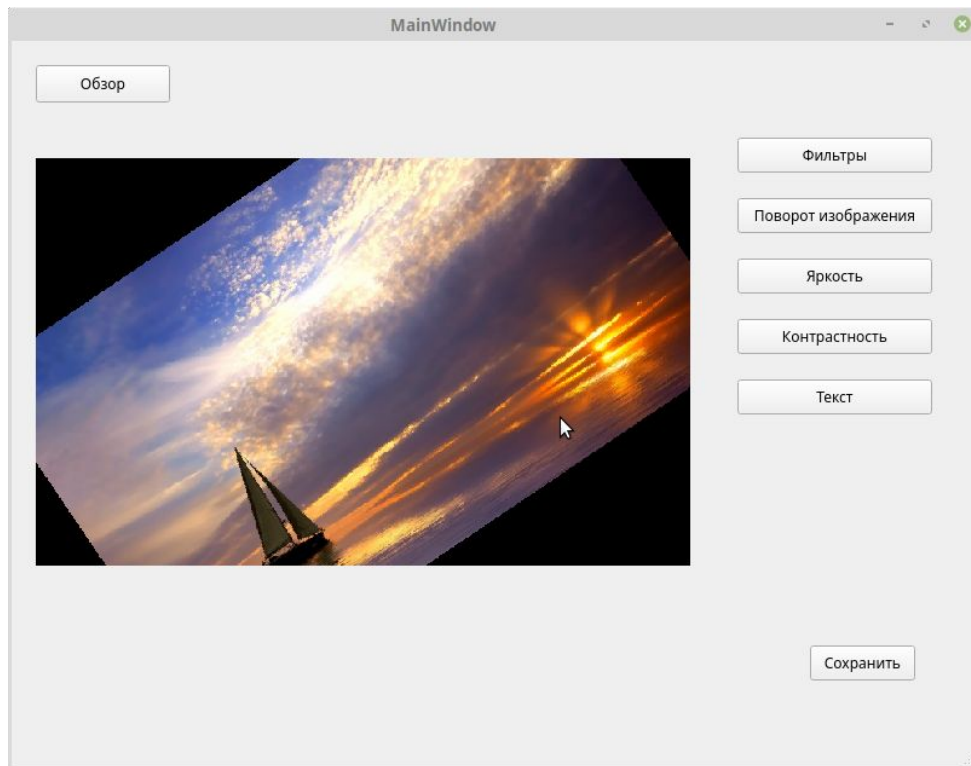 MainWindow
Обзор
Фильтры
Поворот изображения
Яркость
Контрастность
Текст
Сохранить